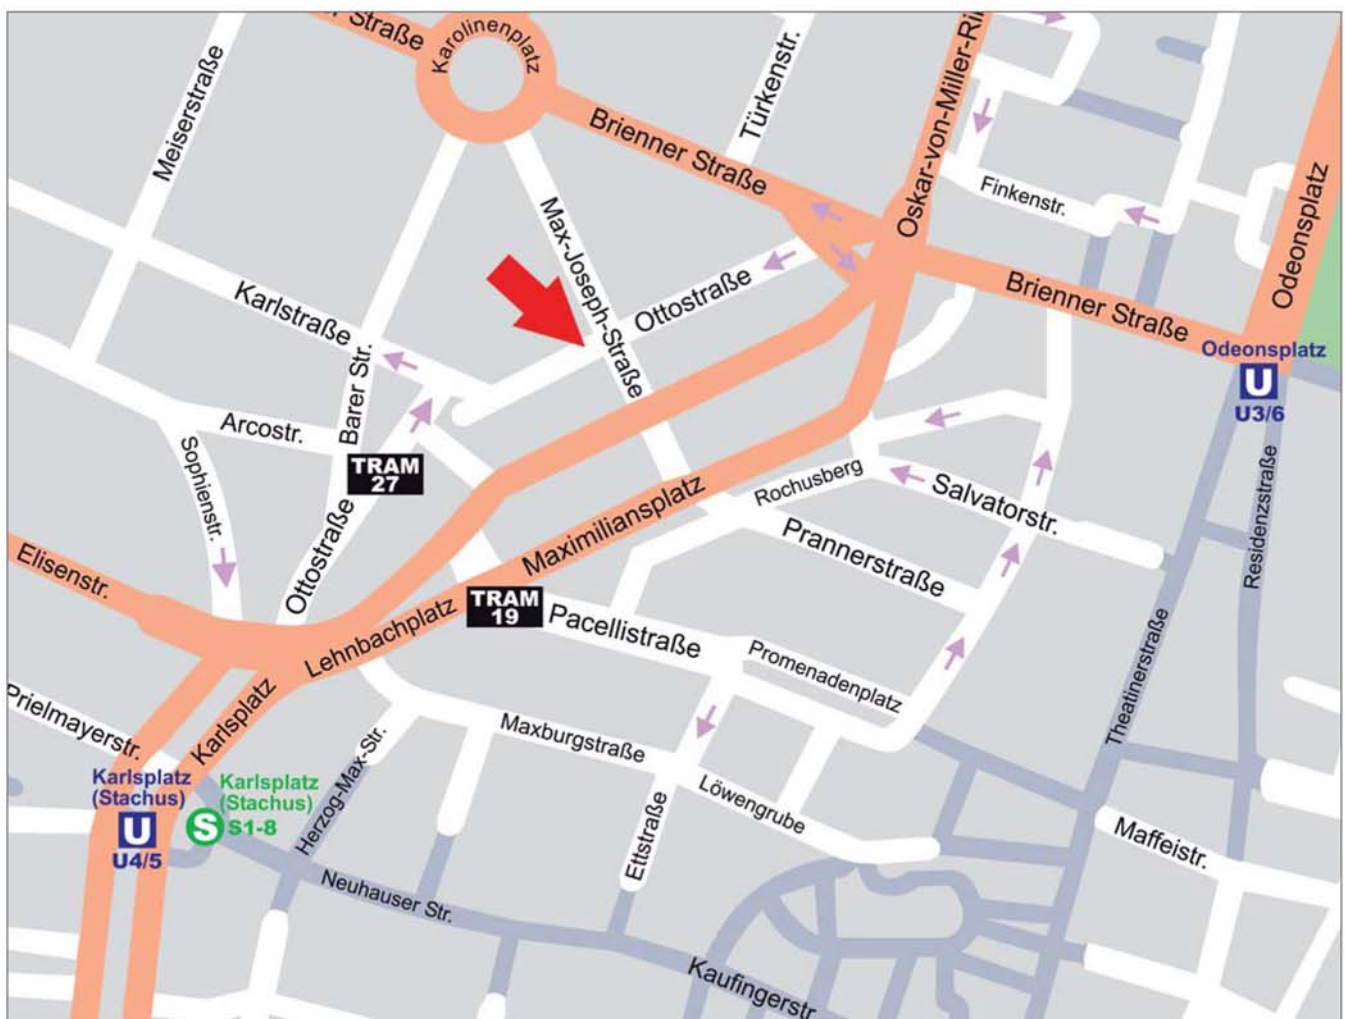 r Straße
Karolinenplatz
Meiserstraße
Türkenstr.
Oskar-von-Miller-Ri
Brienner Straße
Finkenstr.
Odeonsplatz
Max-Joseph-Straße
Karlstraße
Ottostraße
Brienner Straße
Odeonsplatz
U
U3/6
Barer Str.
Arcostr.
Sophienstr.
TRAM
27
Rochusberg
Salvatorstr.
Residenzstraße
Elisenstr.
Ottostraße
Maximiliansplatz
Prannerstraße
TRAM
19
Lehnbachplatz
Pacellistraße
Promenadenplatz
Theatinerstraße
Prielmayerstr.
Karlsplatz
Maxburgstraße
Herzog-Max-Str.
Karlsplatz
(Stachus)
U
U4/5
Karlsplatz
(Stachus)
S
S1-8
Löwengrube
Ettstraße
Maffeistr.
Neuhauser Str.
Kaufingerstr